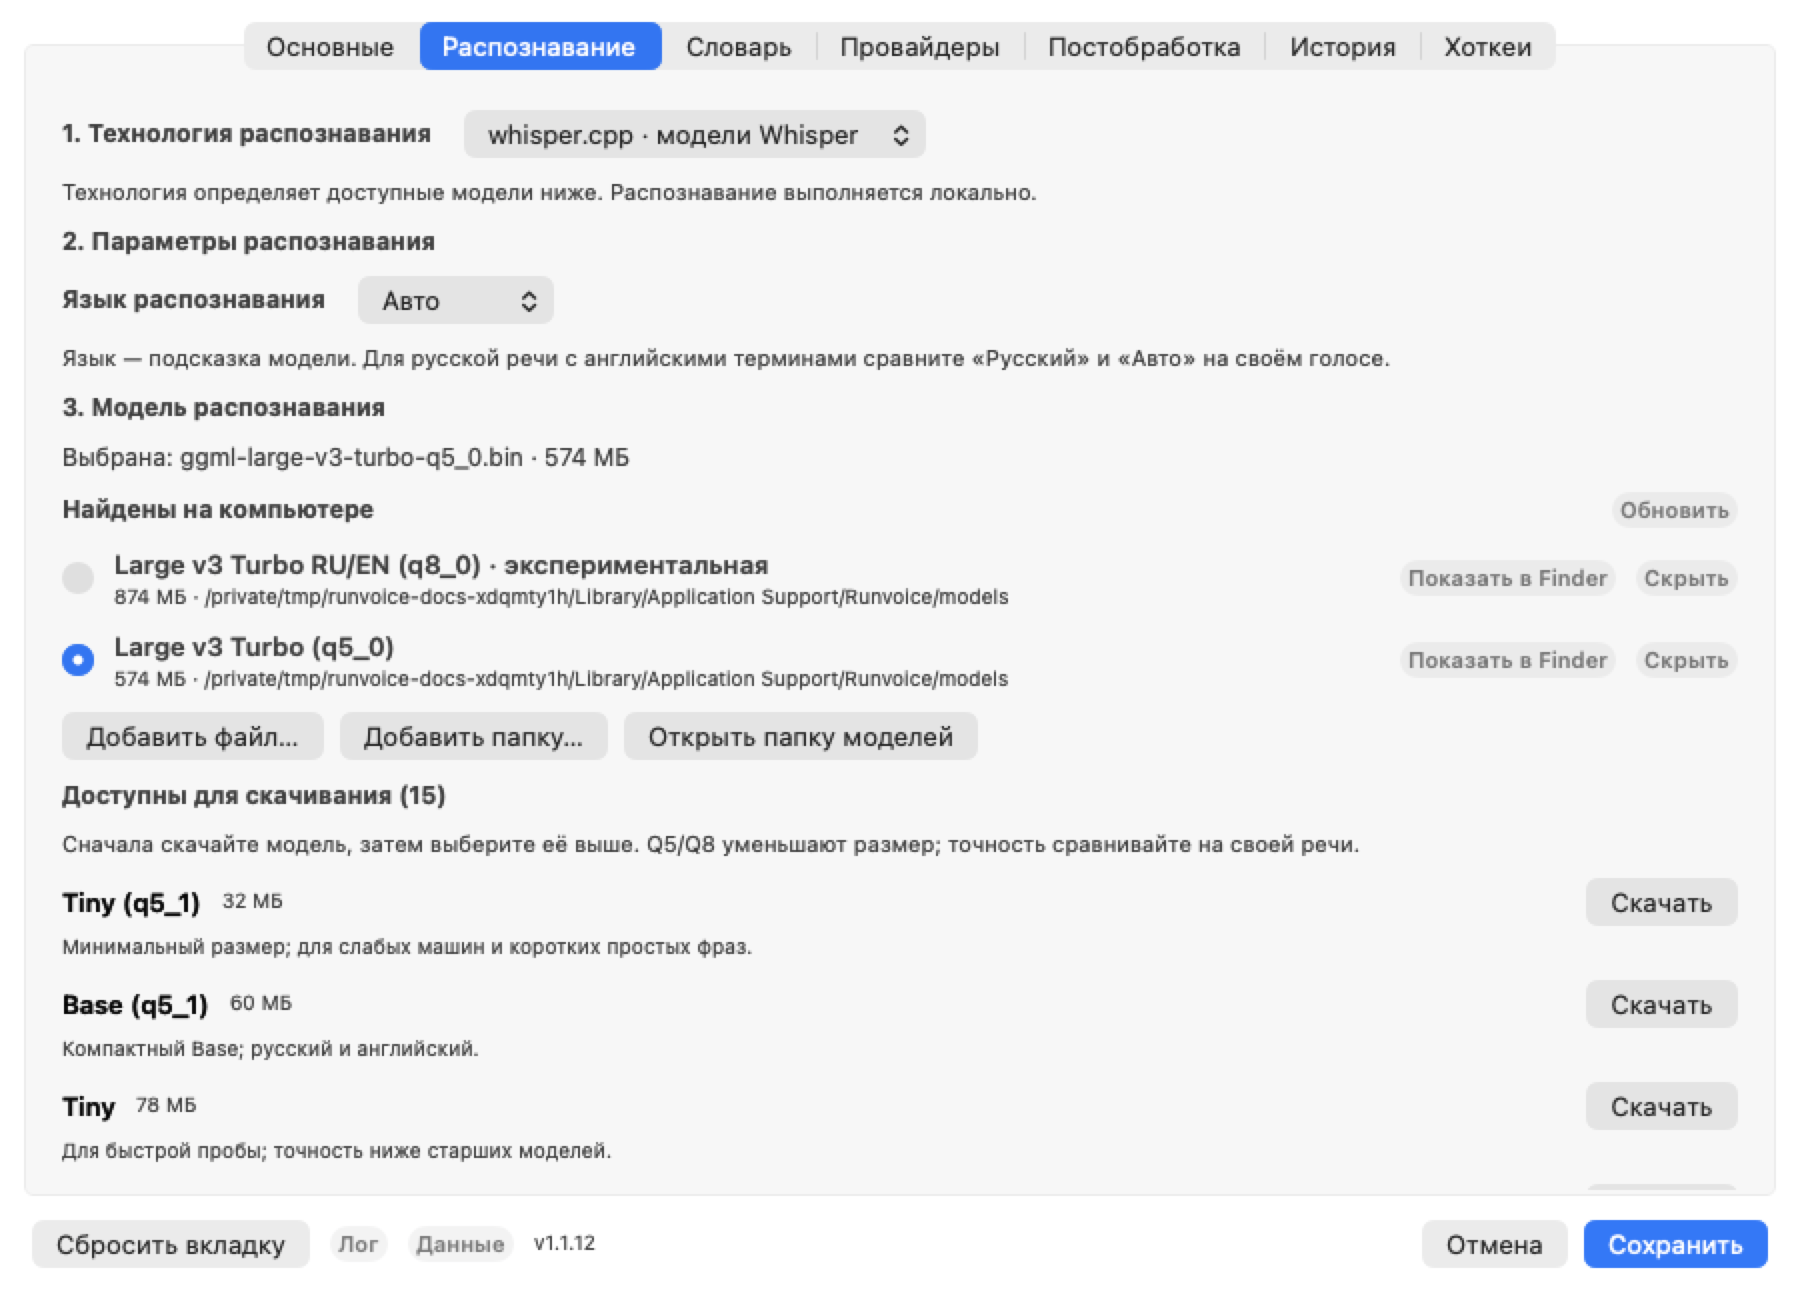 Основные Распознавание Словарь Провайдеры Постобработка История Хоткеи
1. Технология распознавания whisper.cpp · модели Whisper
Технология определяет доступные модели ниже. Распознавание выполняется локально.
2. Параметры распознавания
Язык распознавания Авто
Язык — подсказка модели. Для русской речи с английскими терминами сравните «Русский» и «Авто» на своём голосе.
3. Модель распознавания
Выбрана: ggml-large-v3-turbo-q5_0.bin · 574 МБ
Найдены на компьютере Обновить
Large v3 Turbo RU/EN (q8_0) · экспериментальная
874 МБ · /private/tmp/runvoice-docs-xdqmty1h/Library/Application Support/Runvoice/models Показать в Finder Скрыть
Large v3 Turbo (q5_0)
574 МБ · /private/tmp/runvoice-docs-xdqmty1h/Library/Application Support/Runvoice/models Показать в Finder Скрыть
Добавить файл... Добавить папку... Открыть папку моделей
Доступны для скачивания (15)
Сначала скачайте модель, затем выберите её выше. Q5/Q8 уменьшают размер; точность сравнивайте на своей речи.
Tiny (q5_1) 32 МБ Скачать
Минимальный размер; для слабых машин и коротких простых фраз.
Base (q5_1) 60 МБ Скачать
Компактный Base; русский и английский.
Tiny 78 МБ Скачать
Для быстрой пробы; точность ниже старших моделей.
Сбросить вкладку Лог Данные v1.1.12 Отмена Сохранить